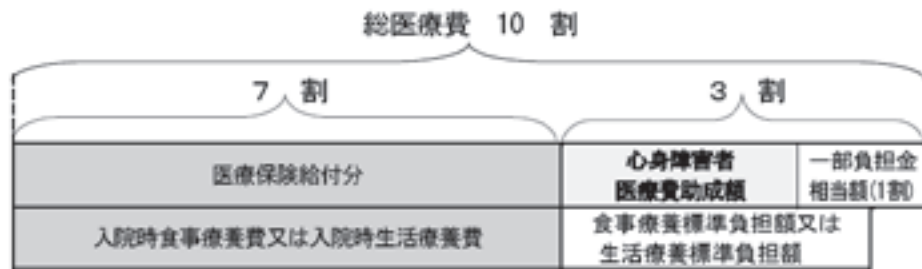 総医療費 10 割
7 割
3 割
医療保険給付分
心身障害者
医療費助成額
一部負担金
相当額(1割)
入院時食事療養費又は入院時生活療養費
食事療養標準負担額又は
生活療養標準負担額